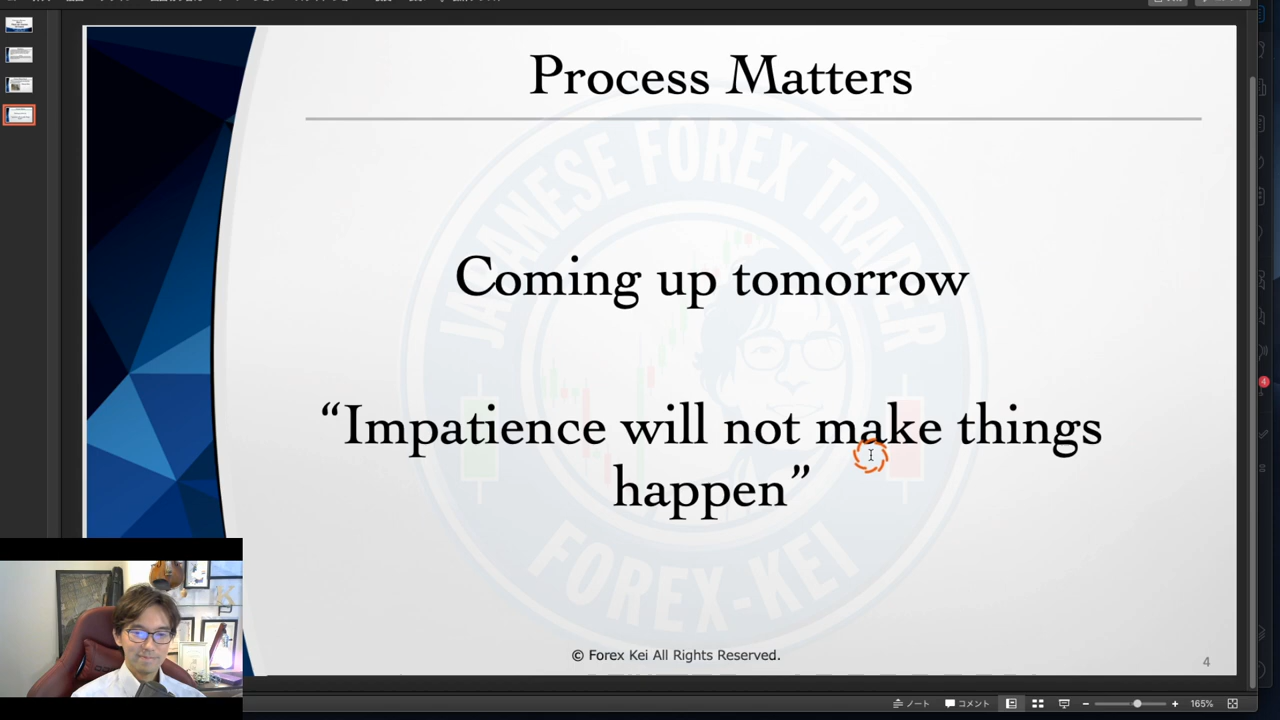 Process Matters
JAPANESE FOREX TRADER
Coming up tomorrow
“Impatience will not make things
happen”
FOREX-KEI
© Forex Kei All Rights Reserved.
4
4
ノート
コメント
165%